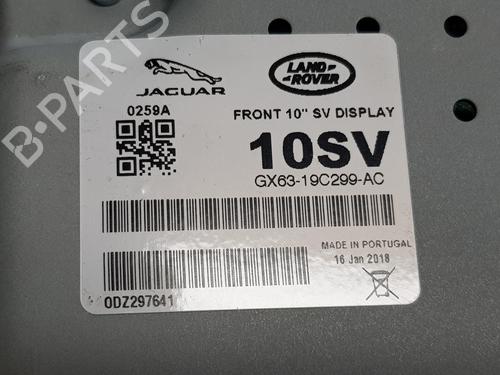 JAGUAR
LAND
ROVER
0259A
FRONT 10" SV DISPLAY
10SV
GX63-19C299-AC
MADE IN PORTUGAL
16 Jan 2018
0DZ297641